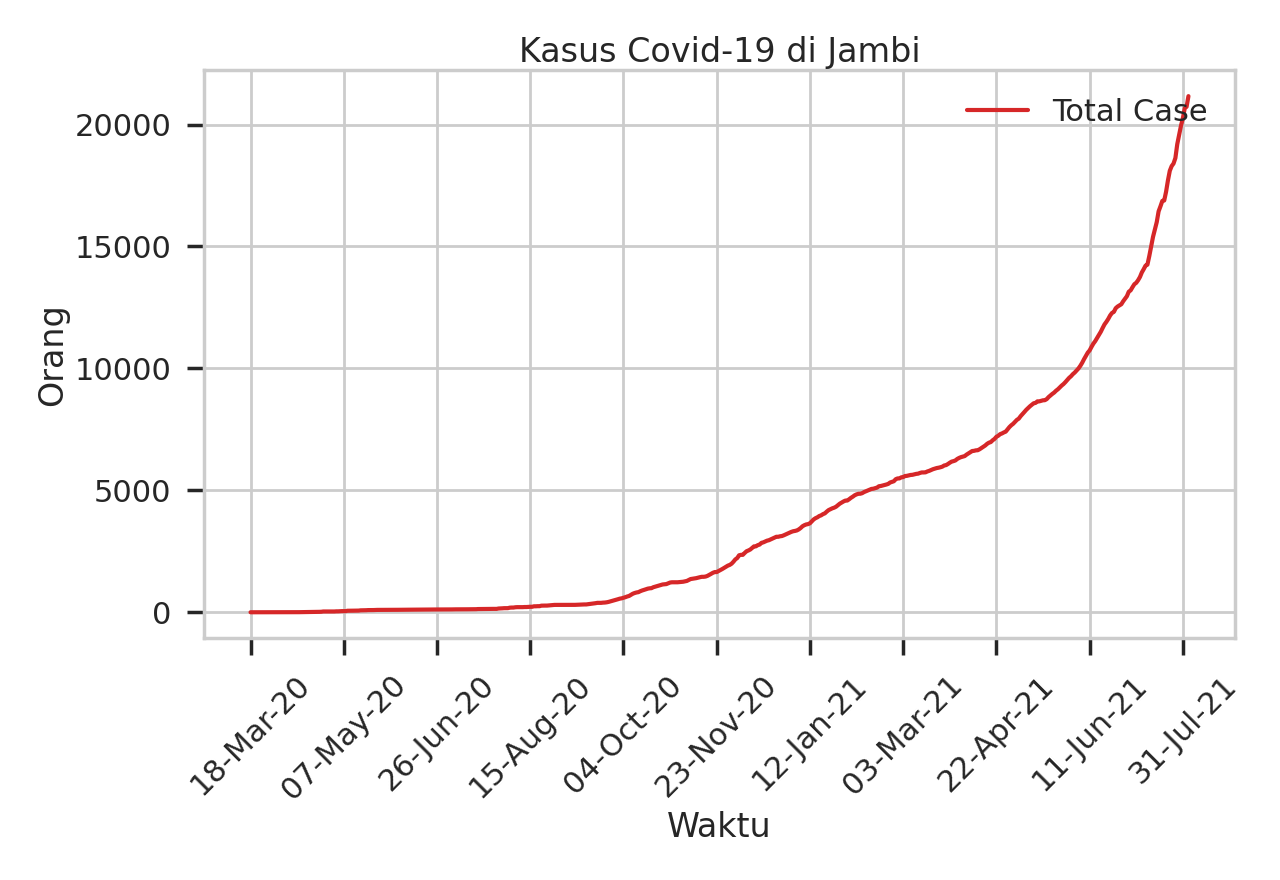 Kasus Covid-19 di Jambi
Total Case
Orang
20000
15000
10000
5000
0
18-Mar-20
07-May-20
26-Jun-20
15-Aug-20
04-Oct-20
23-Nov-20
12-Jan-21
03-Mar-21
22-Apr-21
11-Jun-21
31-Jul-21
Waktu